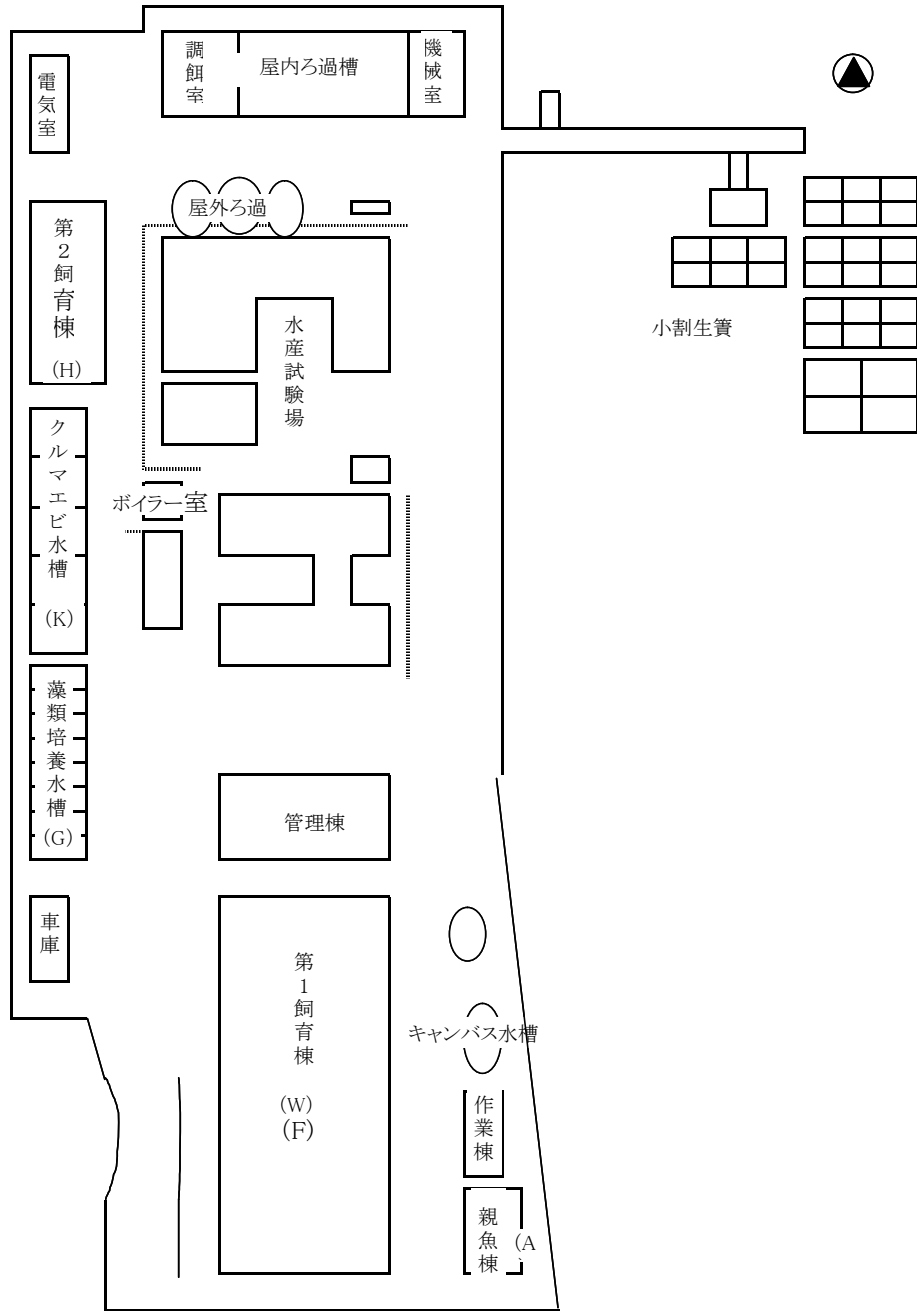 調餌室
屋内ろ過槽
機械室
電気室
屋外ろ過
第2飼育棟
(H)
水産試験場
小割生簀
クルマエビ水槽
(K)
ボイラー室
藻類培養水槽
(G)
管理棟
車庫
第1飼育棟
(W)
(F)
キャンバス水槽
作業棟
親魚棟
(A